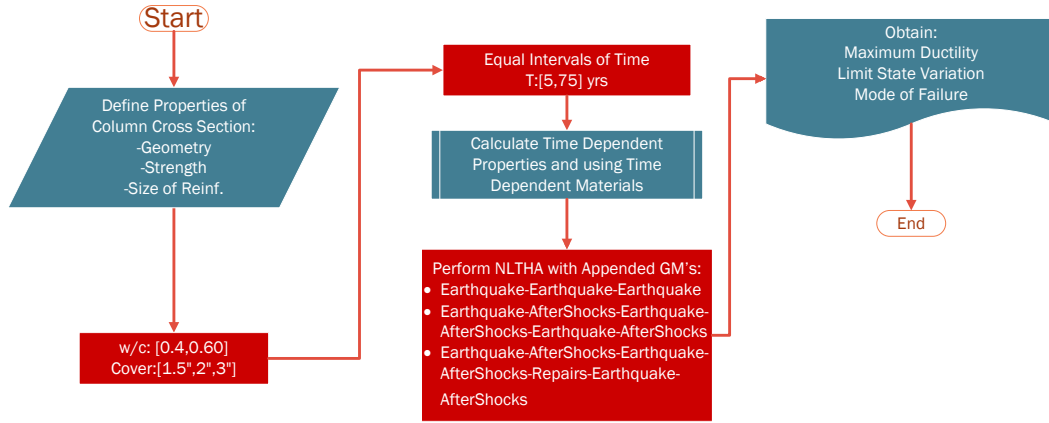 Start
Define Properties of
Column Cross Section:
-Geometry
-Strength
-Size of Reinf.
w/c: [0.4,0.60]
Cover:[1.5",2",3"]
Equal Intervals of Time
T:[5,75] yrs
Calculate Time Dependent
Properties and using Time
Dependent Materials
Perform NLTHA with Appended GM's:
• Earthquake-Earthquake-Earthquake
• Earthquake-AfterShocks-Earthquake-
AfterShocks-Earthquake-AfterShocks
• Earthquake-AfterShocks-Earthquake-
AfterShocks-Repairs-Earthquake-
AfterShocks
Obtain:
Maximum Ductility
Limit State Variation
Mode of Failure
End